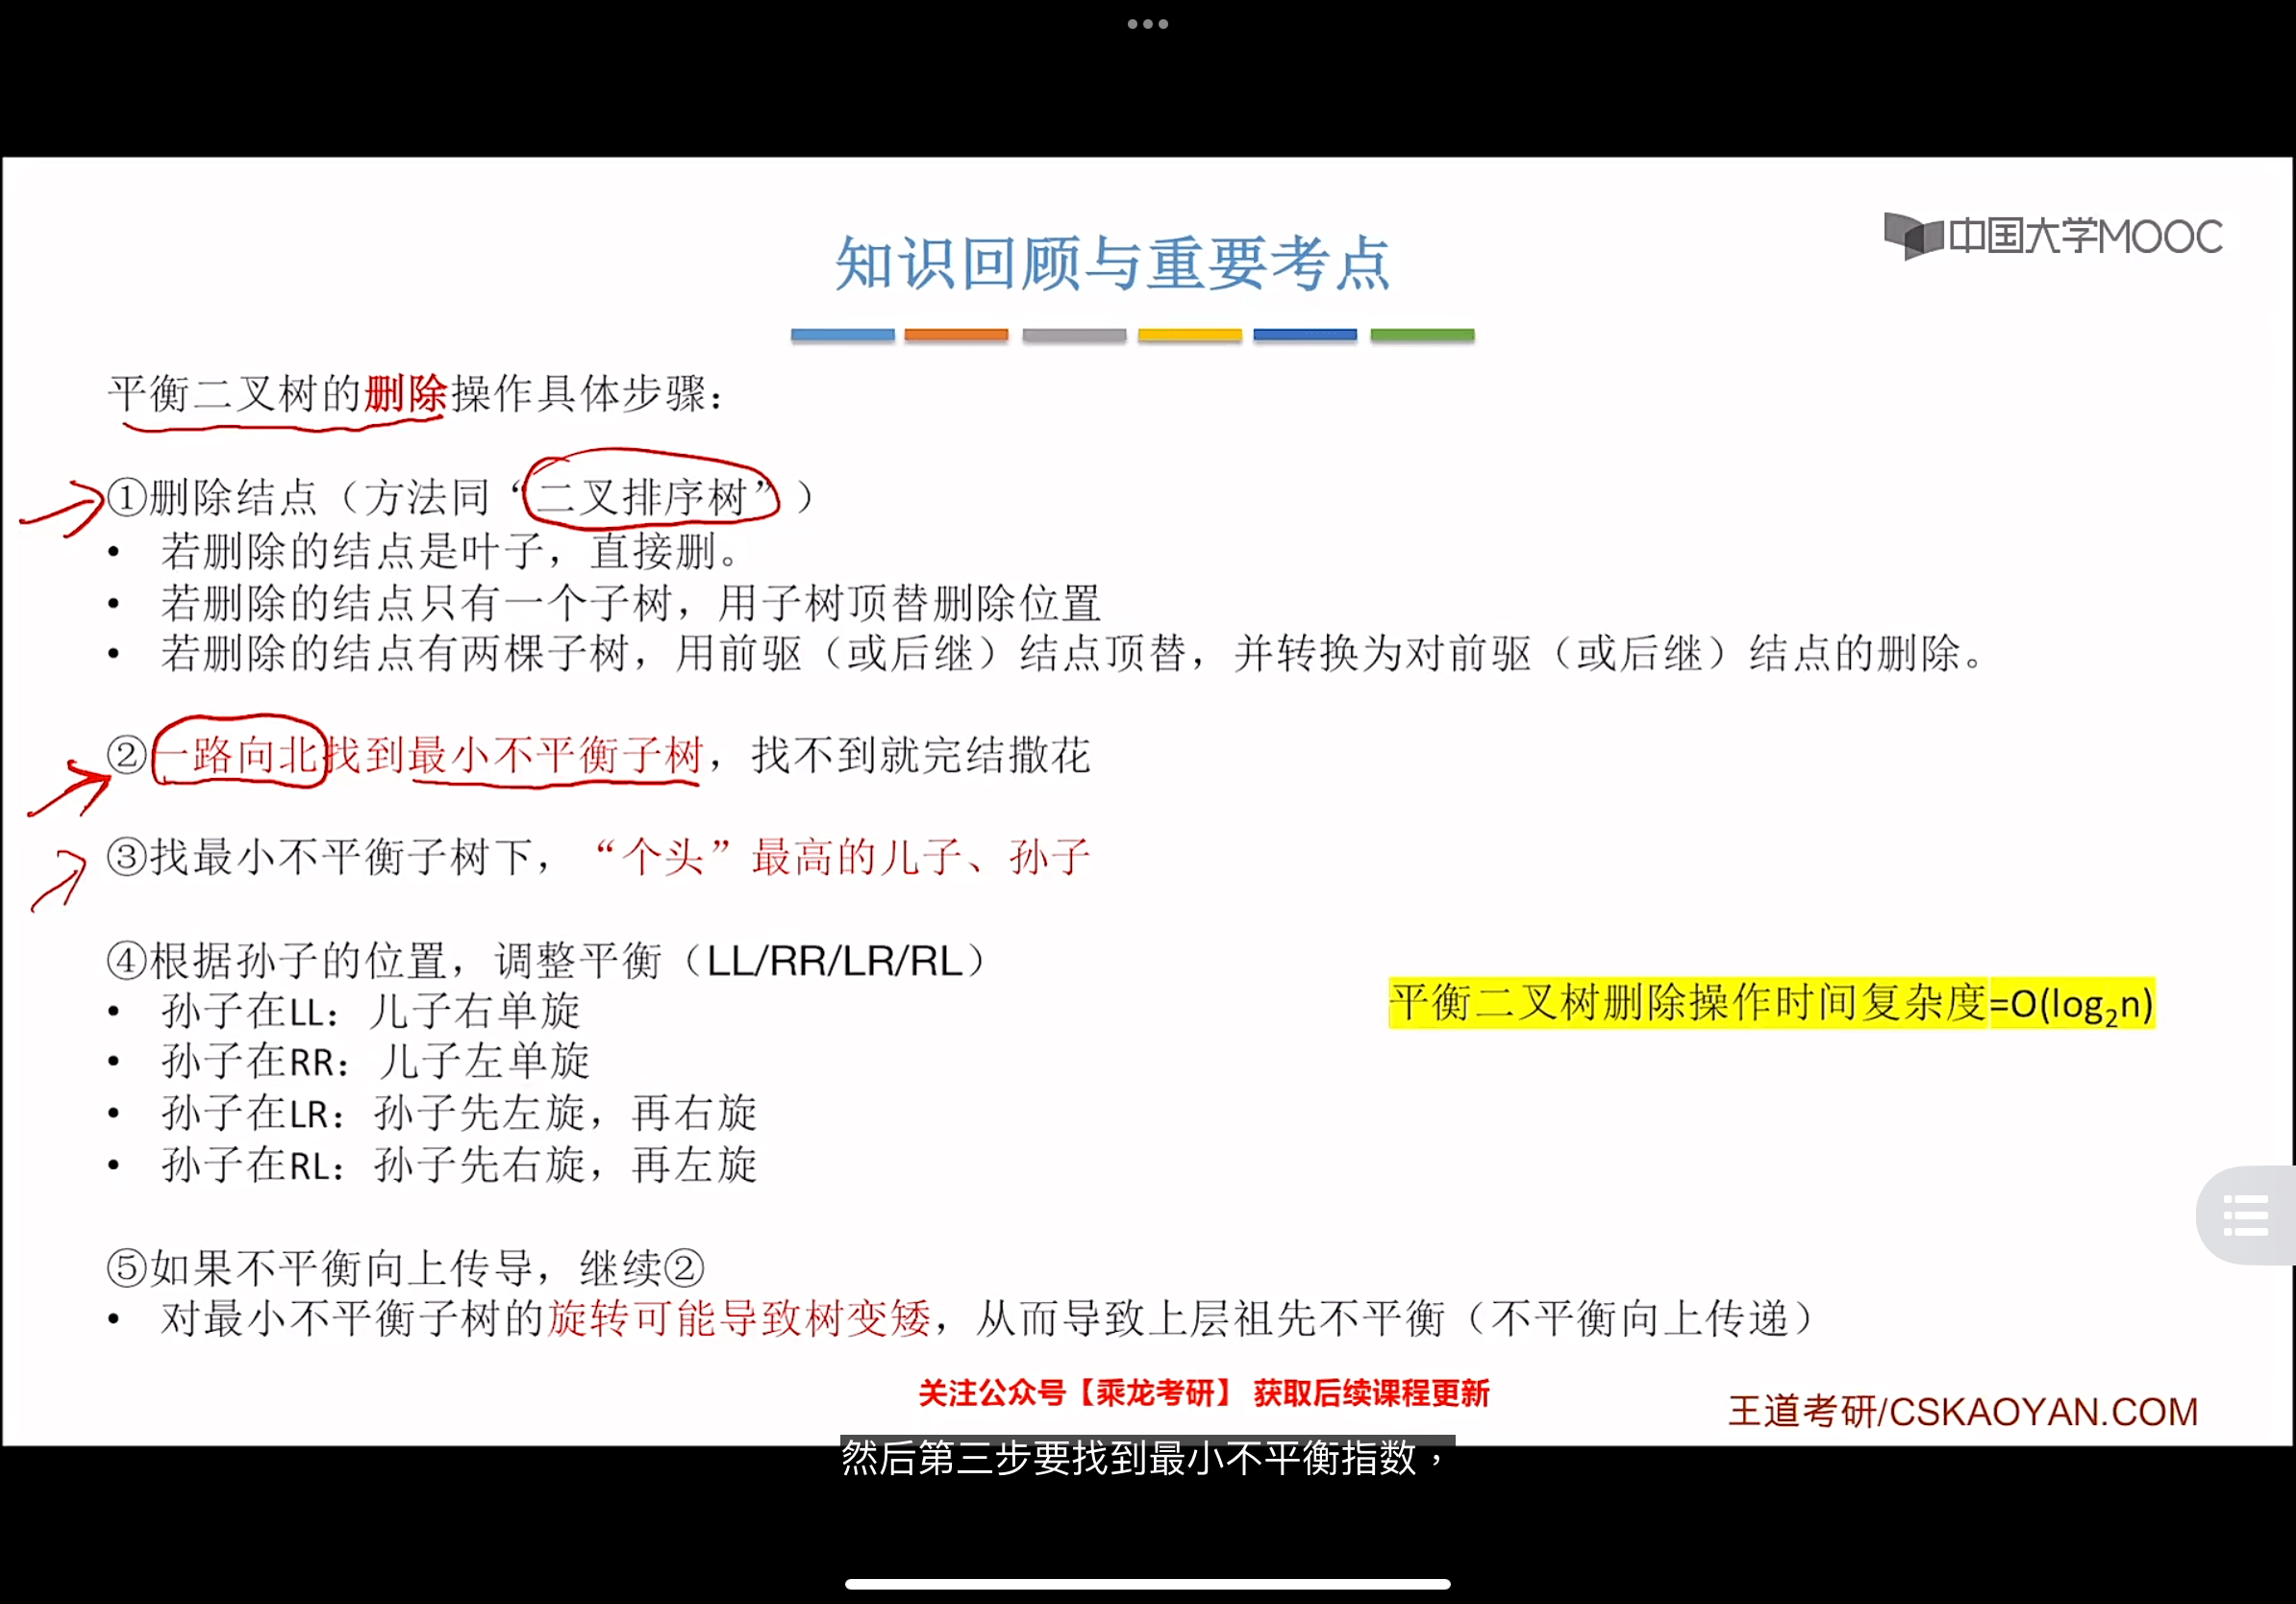 中国大学MOOC
知识回顾与重要考点
平衡二叉树的删除操作具体步骤：
①删除结点（方法同“二叉排序树”）
• 若删除的结点是叶子，直接删。
• 若删除的结点只有一个子树，用子树顶替删除位置
• 若删除的结点有两棵子树，用前驱（或后继）结点顶替，并转换为对前驱（或后继）结点的删除。
②一路向北找到最小不平衡子树，找不到就完结撒花
③找最小不平衡子树下，“个头”最高的儿子、孙子
④根据孙子的位置，调整平衡（LL/RR/LR/RL）
• 孙子在LL：儿子右单旋
• 孙子在RR：儿子左单旋
• 孙子在LR：孙子先左旋，再右旋
• 孙子在RL：孙子先右旋，再左旋
平衡二叉树删除操作时间复杂度=O(log₂n)
⑤如果不平衡向上传导，继续②
• 对最小不平衡子树的旋转可能导致树变矮，从而导致上层祖先不平衡（不平衡向上传递）
关注公众号【乘龙考研】获取后续课程更新
王道考研/CSKAOYAN.COM
然后第三步要找到最小不平衡指数，